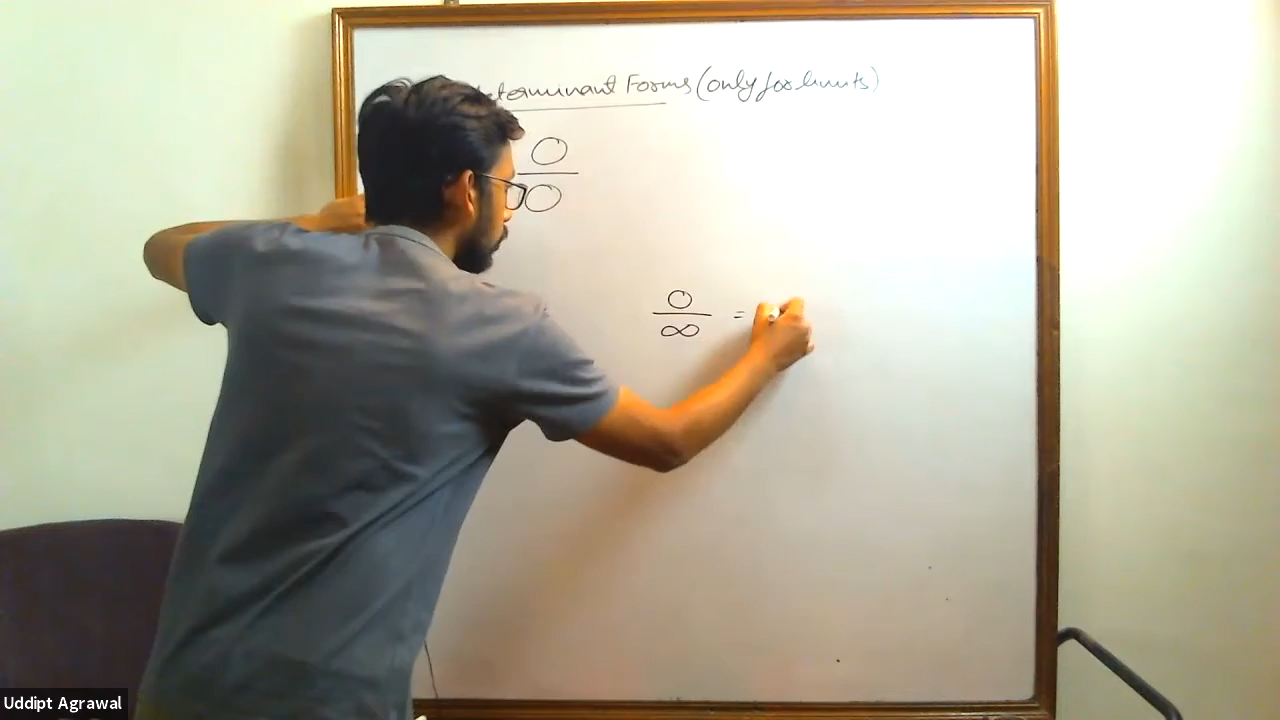 determinant Forms (only for limits)
0
0
0
∞
=
Uddipt Agrawal